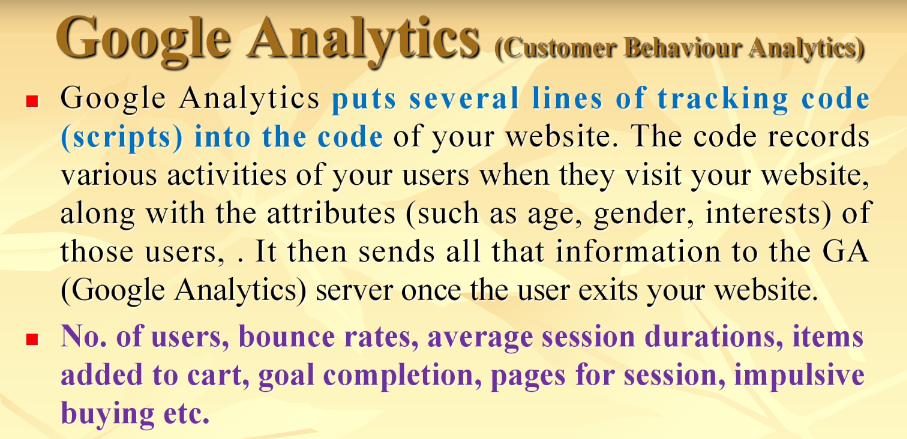 Google Analytics (Customer Behaviour Analytics)
Google Analytics puts several lines of tracking code
(scripts) into the code of your website. The code records
various activities of your users when they visit your website,
along with the attributes (such as age, gender, interests) of
those users, . It then sends all that information to the GA
(Google Analytics) server once the user exits your website.
No. of users, bounce rates, average session durations, items
added to cart, goal completion, pages for session, impulsive
buying etc.